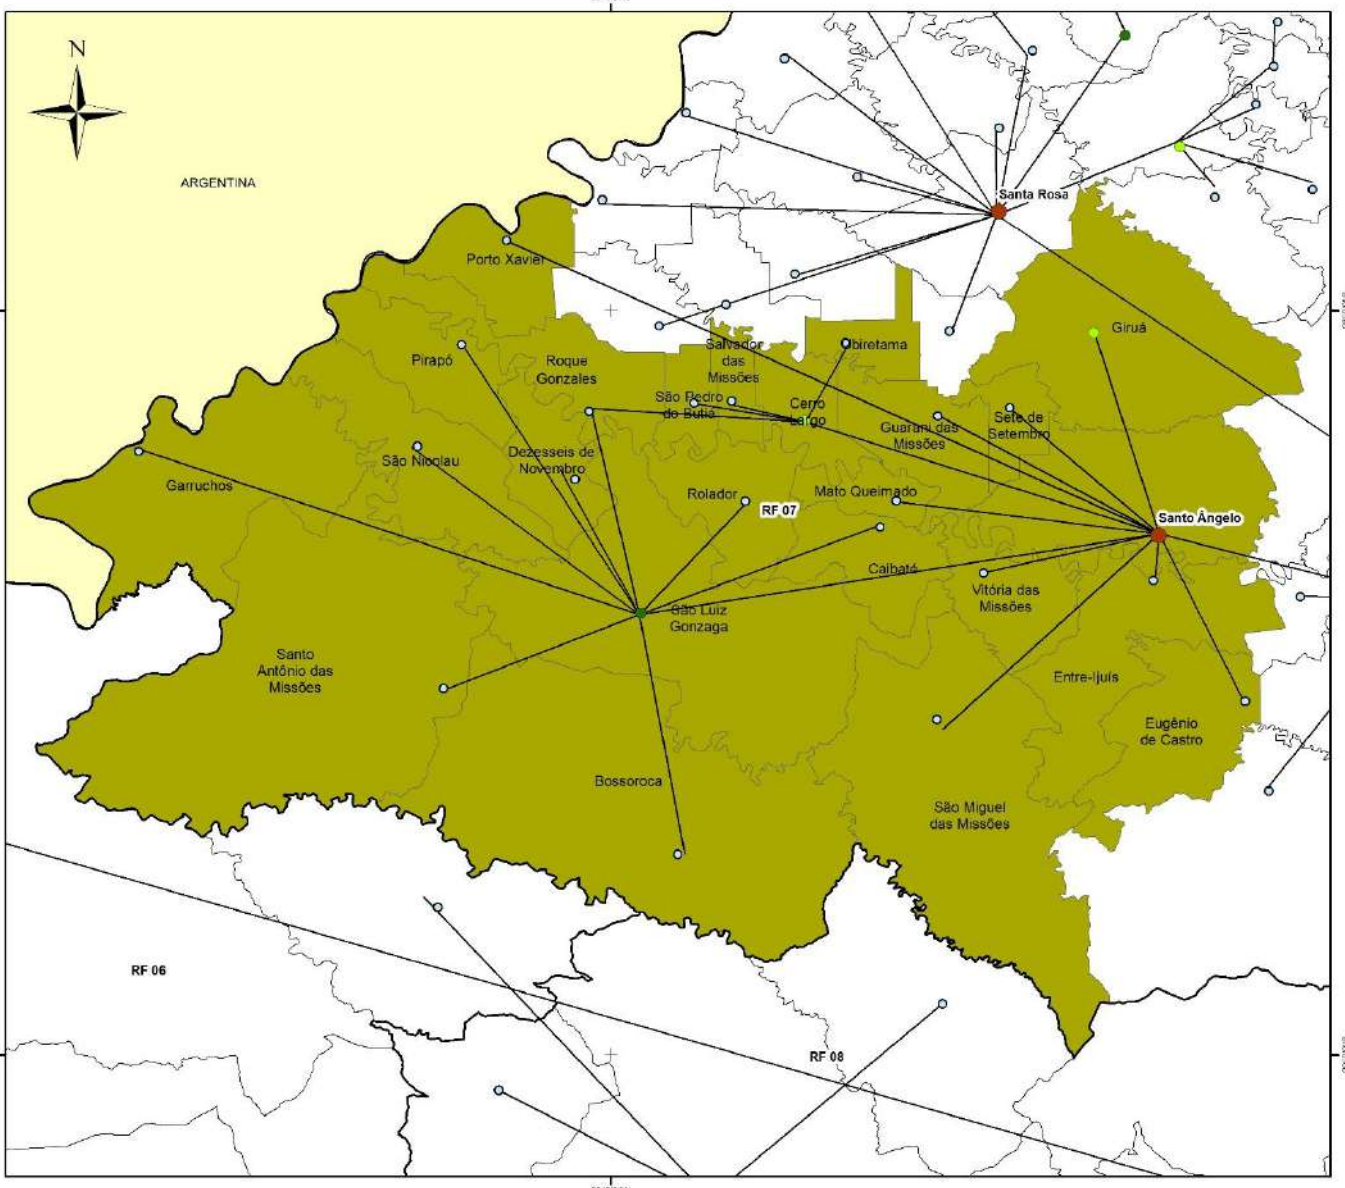 N
ARGENTINA
Santa Rosa
Porto Xavier
Giruá
Pirapó
Roque
Gonzales
Salvador
das
Missões
Ubiretama
São Pedro
do Butiá
Cerro
Largo
Guarani das
Missões
Sete de
Setembro
São Nicolau
Dezesseis de
Novembro
Garruchos
Rolador
RF 07
Mato Queimado
Santo Ângelo
Caibaté
Vitória das
Missões
São Luiz
Gonzaga
Santo
Antônio das
Missões
Entre-Ijuís
Eugênio
de Castro
Bossoroca
São Miguel
das Missões
RF 06
RF 08